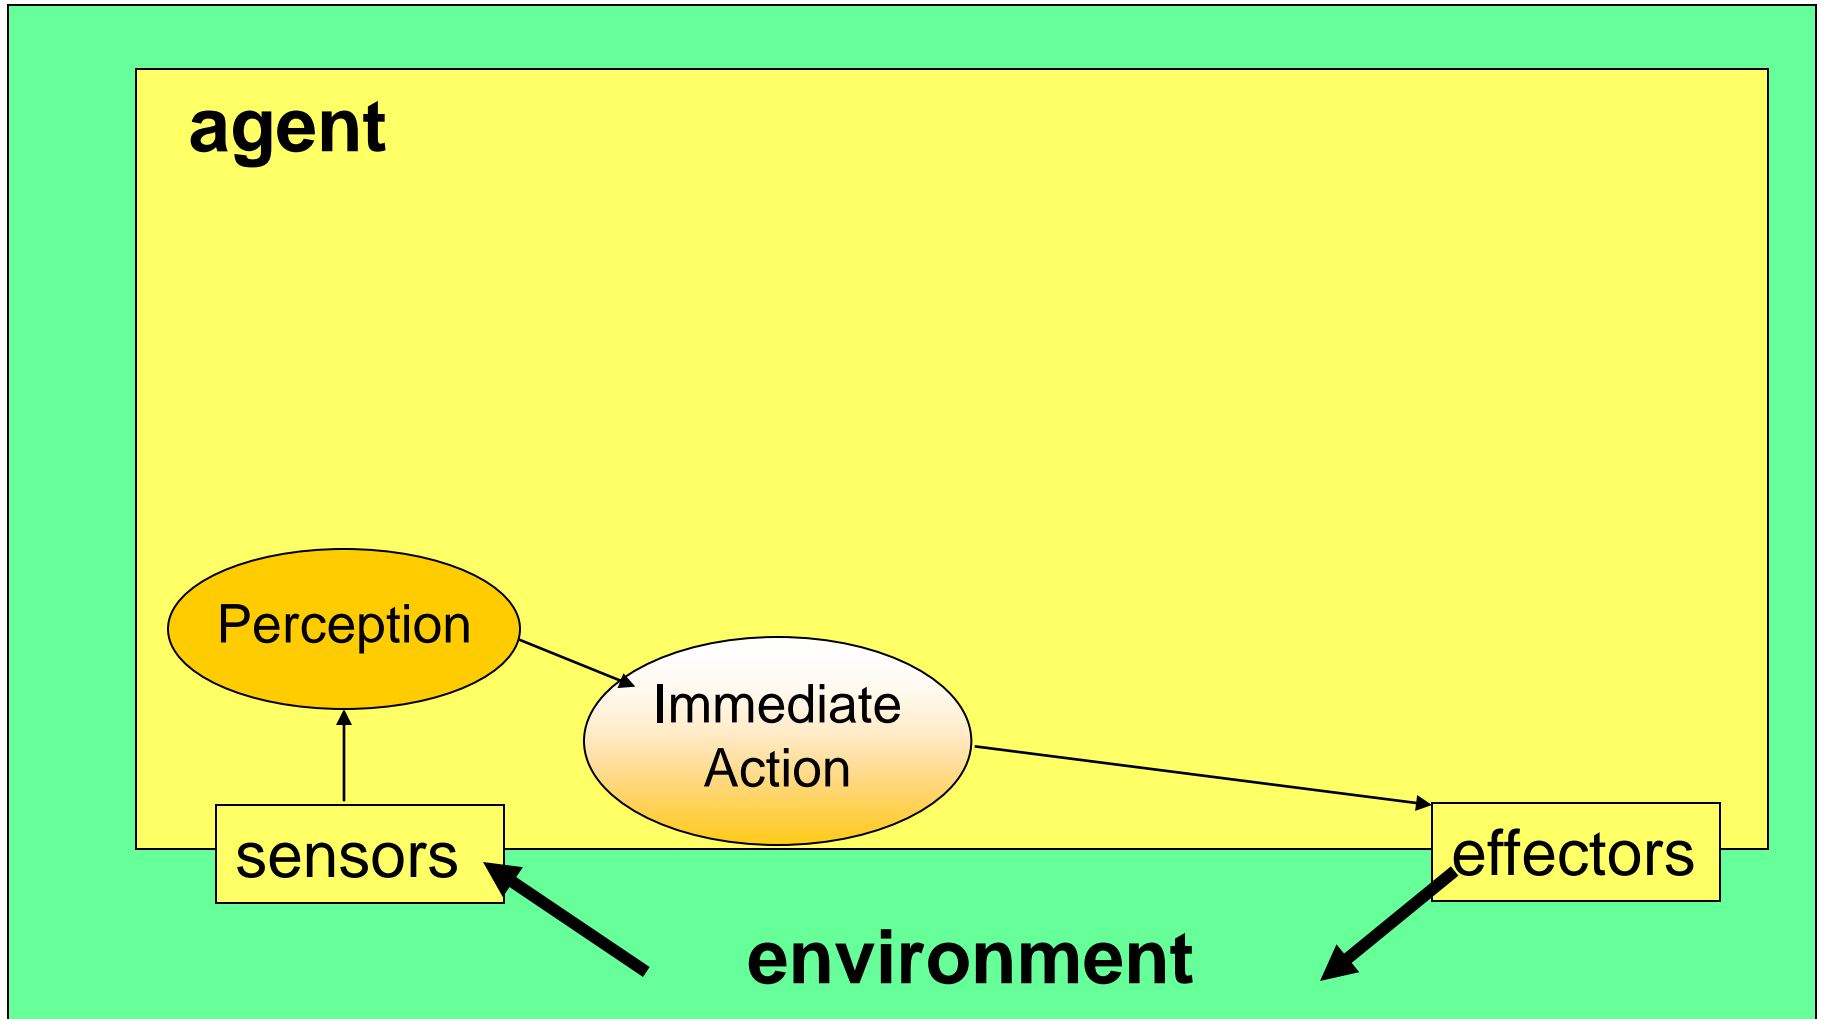 agent
Perception
Immediate
Action
sensors
effectors
environment